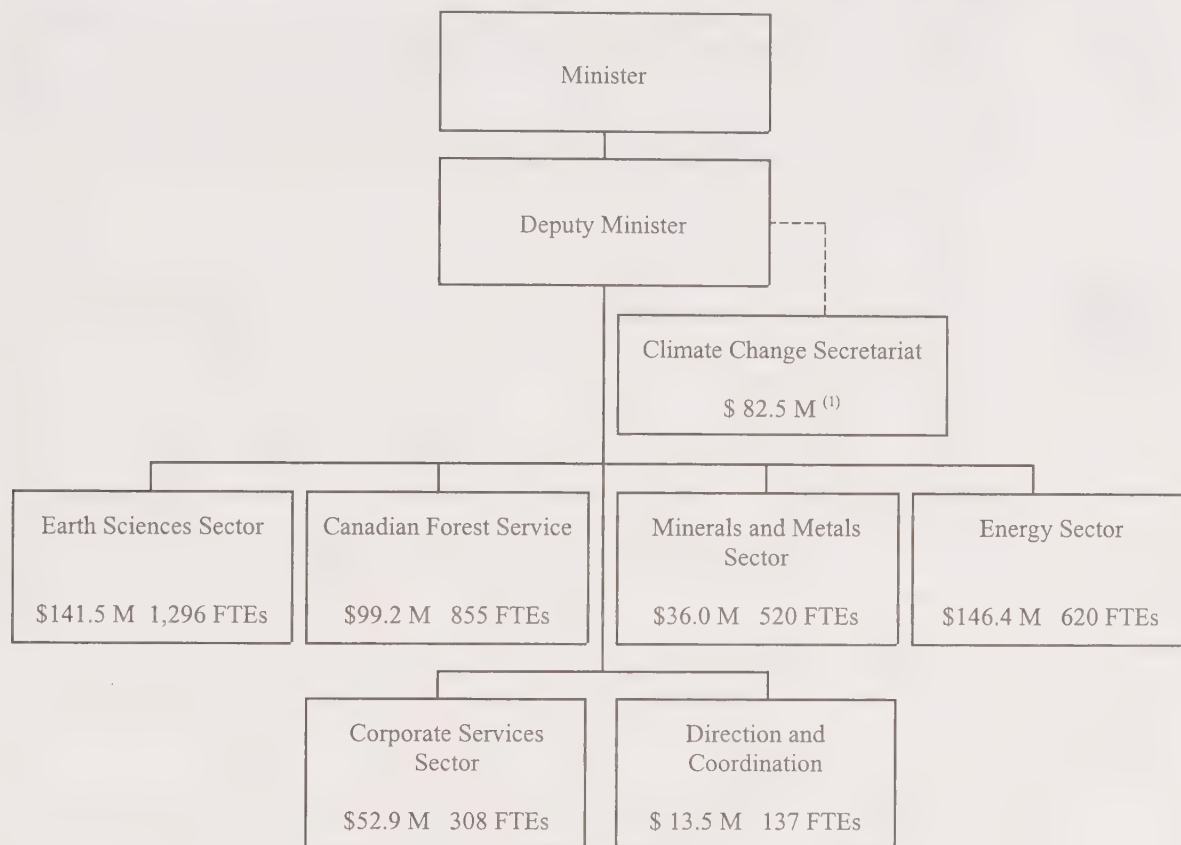 Minister
Deputy Minister
Climate Change Secretariat
$ 82.5 M (1)
Earth Sciences Sector
$141.5 M 1,296 FTEs
Canadian Forest Service
$99.2 M 855 FTEs
Minerals and Metals
Sector
$36.0 M 520 FTEs
Energy Sector
$146.4 M 620 FTEs
Corporate Services
Sector
$52.9 M 308 FTEs
Direction and
Coordination
$ 13.5 M 137 FTEs